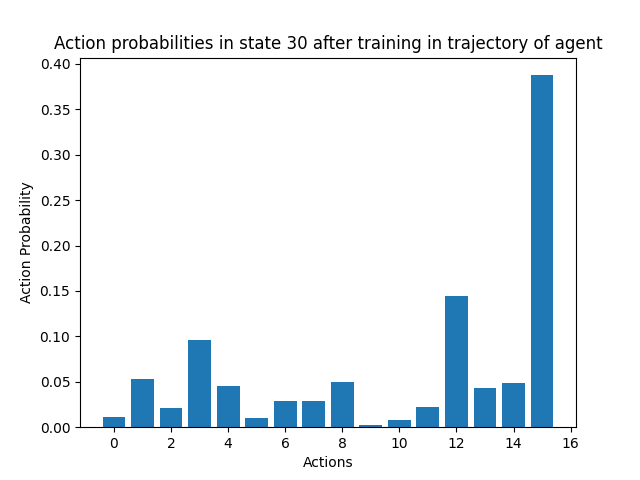 Action probabilities in state 30 after training in trajectory of agent
0.40
0.35
0.30
0.25
0.20
0.15
0.10
0.05
0.00
Action Probability
0 2 4 6 8 10 12 14 16
Actions